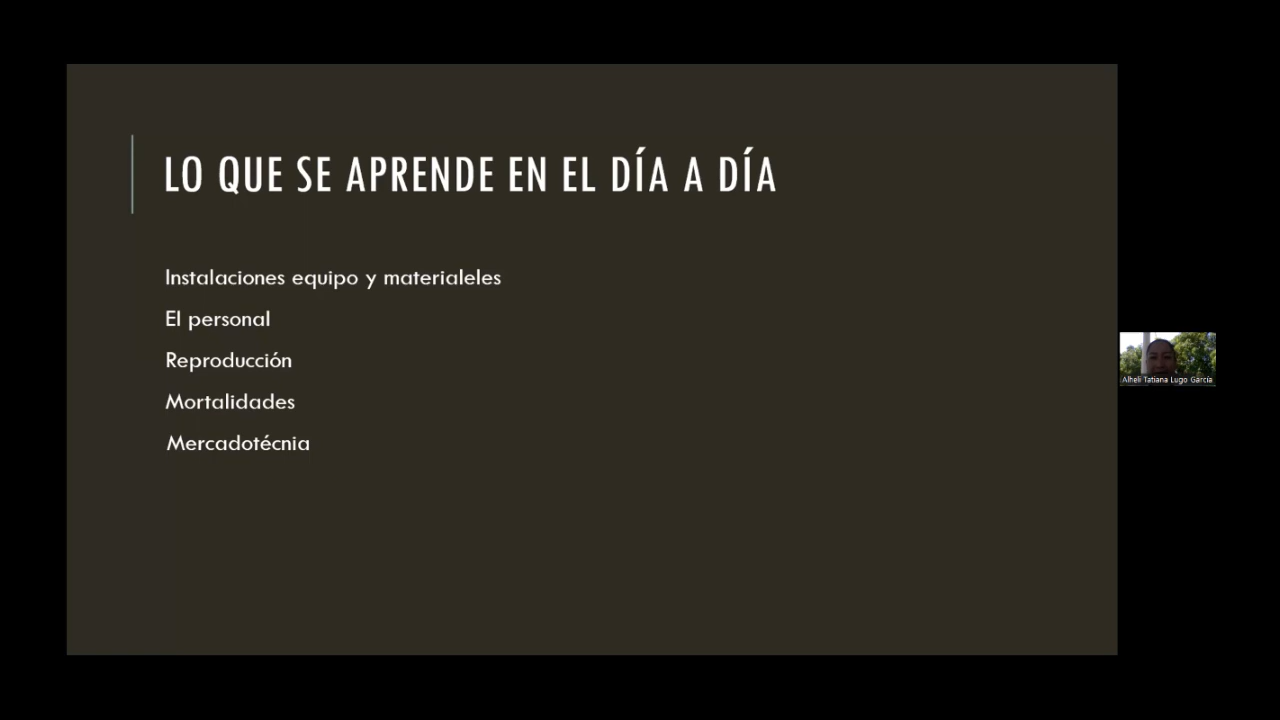 LO QUE SE APRENDE EN EL DÍA A DÍA
Instalaciones equipo y materialeles
El personal
Reproducción
Mortalidades
Mercadotécnia
Alheli Tatiana Lugo García